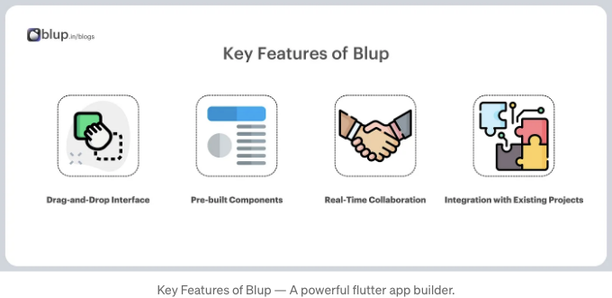 blup.in/blogs
Key Features of Blup
Drag-and-Drop Interface
Pre-built Components
Real-Time Collaboration
Integration with Existing Projects
Key Features of Blup — A powerful flutter app builder.